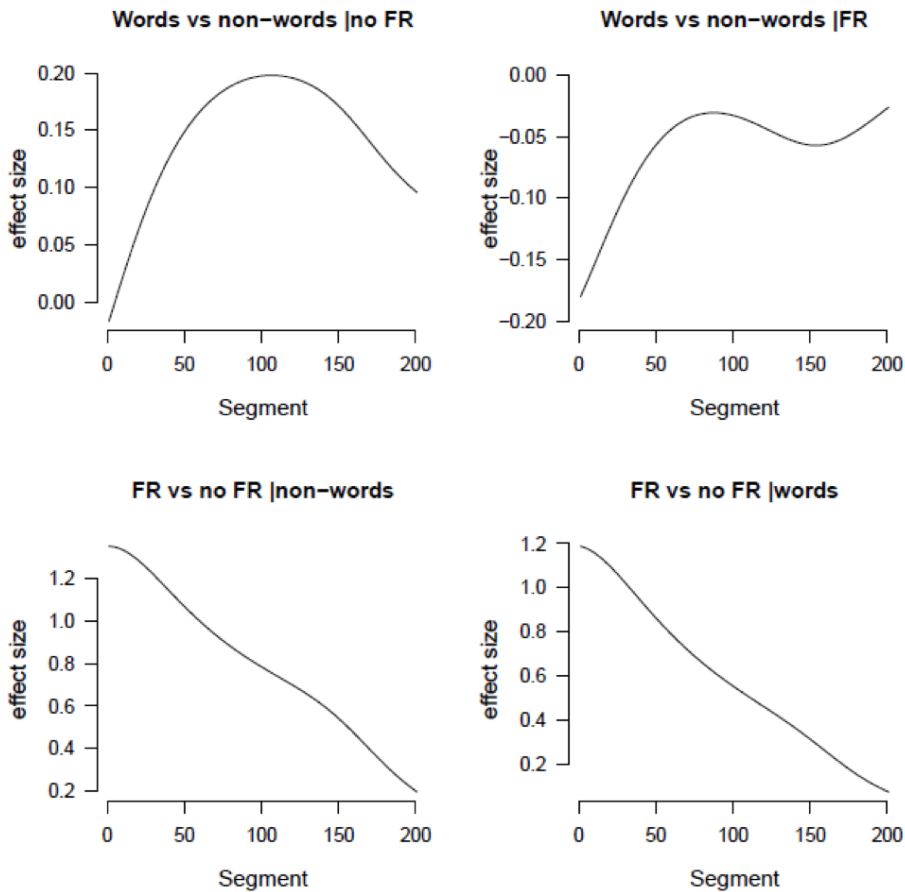 Words vs non−words |no FR
effect size
0.20
0.15
0.10
0.05
0.00
0 50 100 150 200
Segment
Words vs non−words |FR
effect size
0.00
−0.05
−0.10
−0.15
−0.20
0 50 100 150 200
Segment
FR vs no FR |non−words
effect size
1.2
1.0
0.8
0.6
0.4
0.2
0 50 100 150 200
Segment
FR vs no FR |words
effect size
1.2
1.0
0.8
0.6
0.4
0.2
0 50 100 150 200
Segment